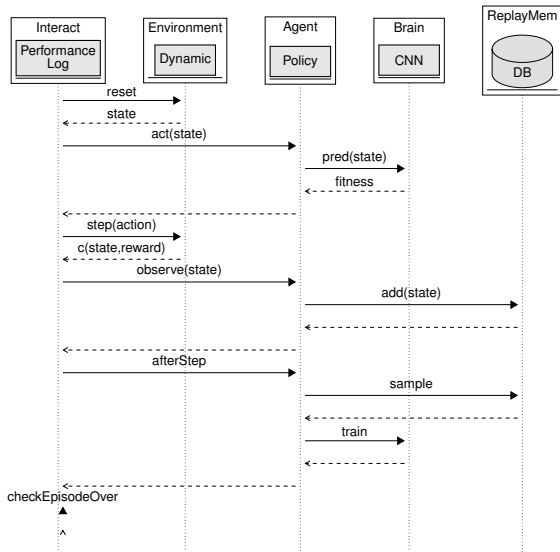 Interact
Environment
Agent
Brain
ReplayMem
Performance
Log
Dynamic
Policy
CNN
DB
reset
state
act(state)
pred(state)
fitness
step(action)
c(state,reward)
observe(state)
add(state)
afterStep
sample
train
checkEpisodeOver